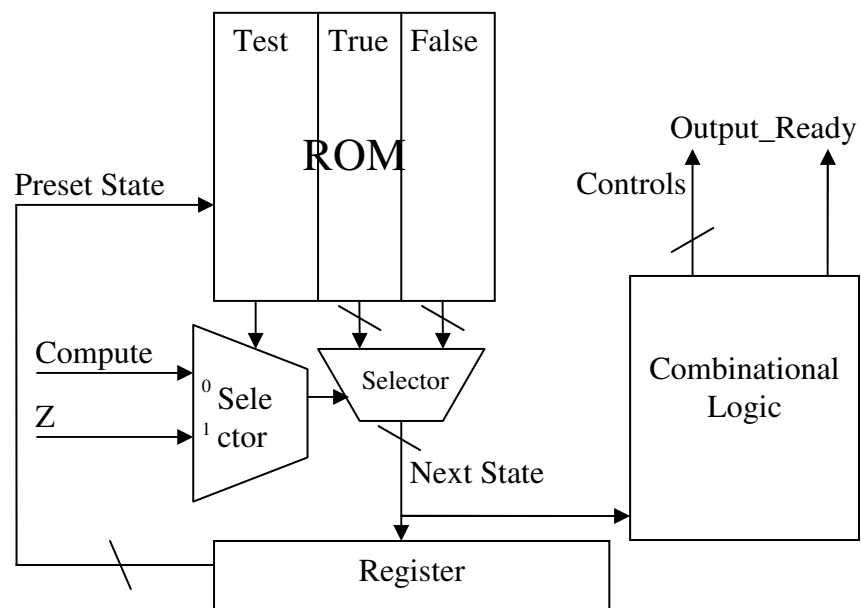 Test True False
ROM
Output_Ready
Controls
Preset State
Compute
Z
0 Sele
1 ctor
Selector
Combinational
Logic
Next State
Register